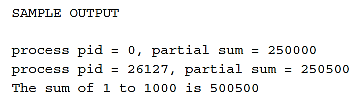 SAMPLE OUTPUT
process pid = 0, partial sum = 250000
process pid = 26127, partial sum = 250500
The sum of 1 to 1000 is 500500